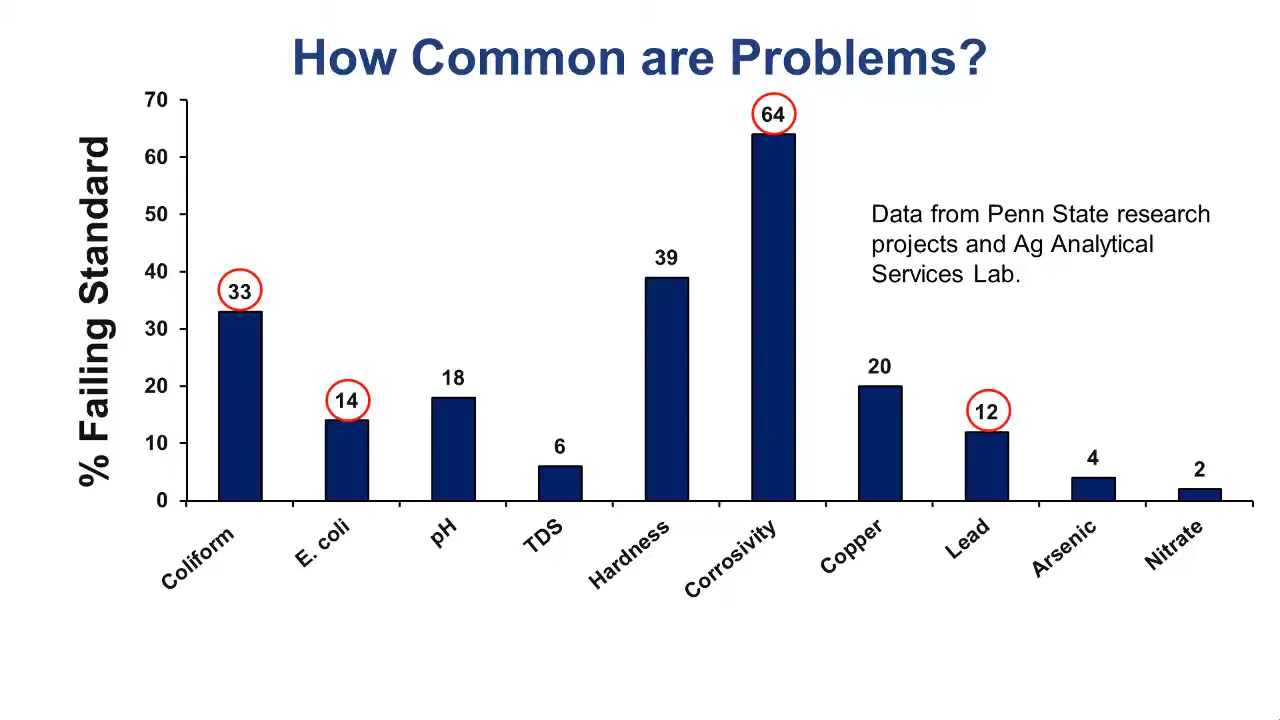 How Common are Problems?
% Failing Standard
70
60
50
40
30
20
10
0
33
14
18
6
39
64
20
12
4
2
Data from Penn State research
projects and Ag Analytical
Services Lab.
Coliform
E. coli
pH
TDS
Hardness
Corrosivity
Copper
Lead
Arsenic
Nitrate